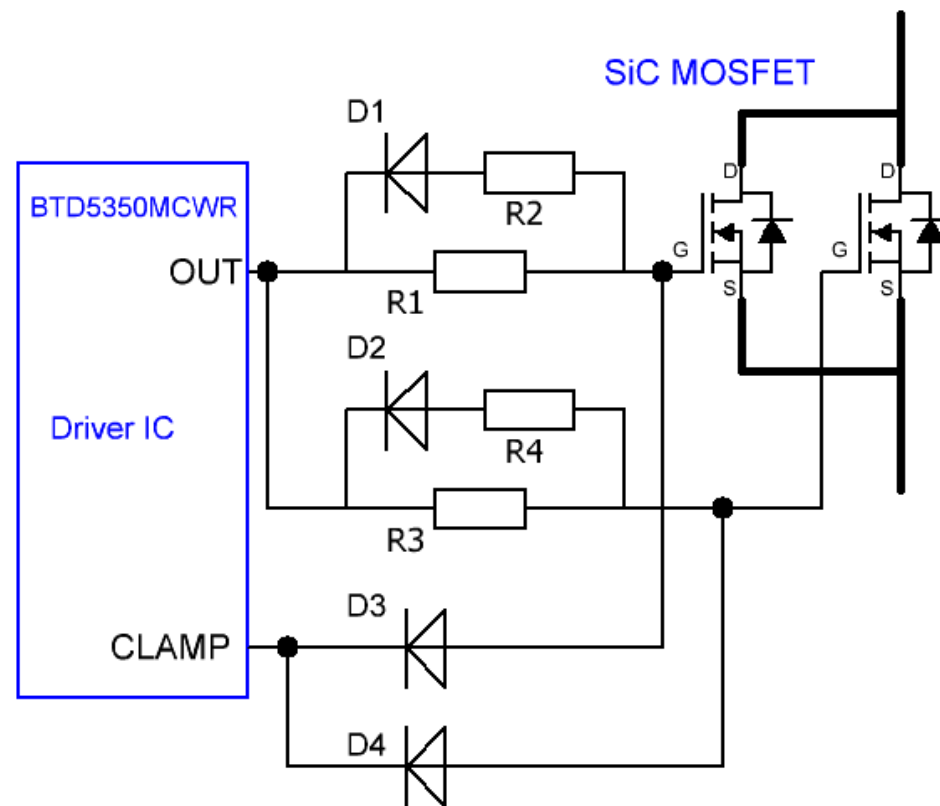 SiC MOSFET
D1
BTD5350MCWR
R2
D
D
OUT
G
G
R1
S
S
D2
Driver IC
R4
R3
D3
CLAMP
D4